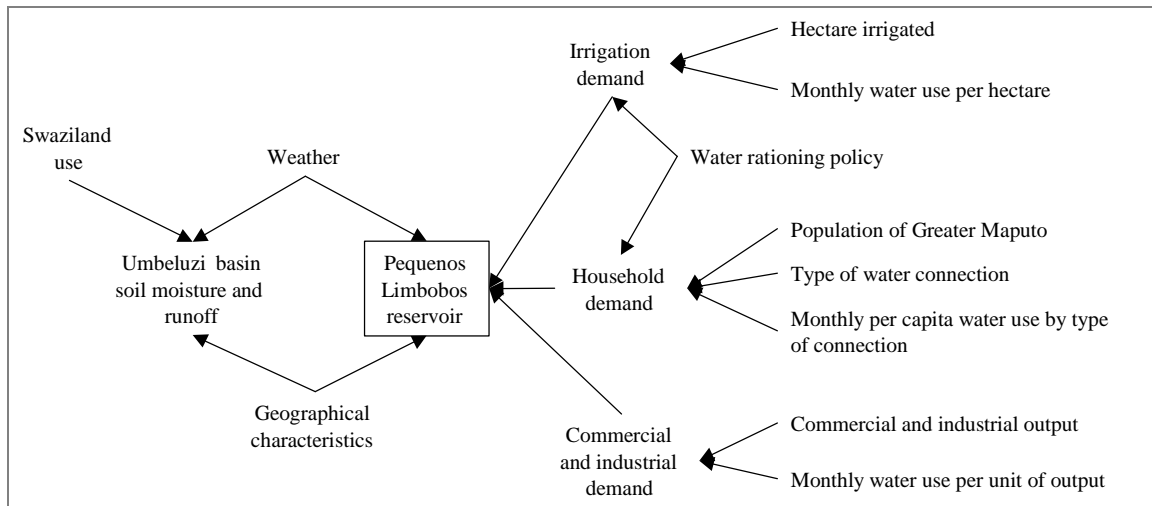 Swaziland
use
Weather
Umbeluzi basin
soil moisture and
runoff
Pequenos
Limbobos
reservoir
Geographical
characteristics
Irrigation
demand
Hectare irrigated
Monthly water use per hectare
Water rationing policy
Household
demand
Population of Greater Maputo
Type of water connection
Monthly per capita water use by type
of connection
Commercial
and industrial
demand
Commercial and industrial output
Monthly water use per unit of output